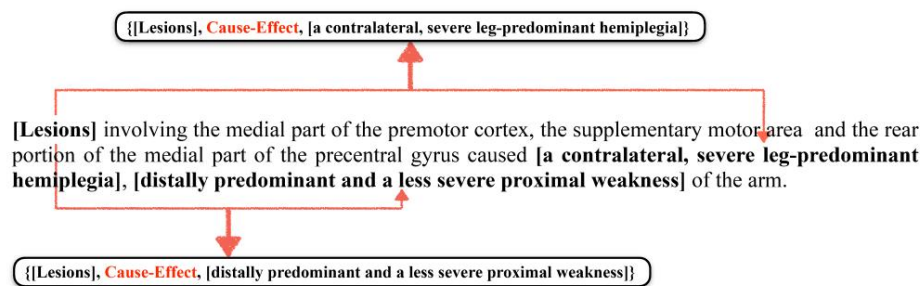 {[Lesions], Cause-Effect, [a contralateral, severe leg-predominant hemiplegia]}
[Lesions] involving the medial part of the premotor cortex, the supplementary motor area and the rear
portion of the medial part of the precentral gyrus caused [a contralateral, severe leg-predominant
hemiplegia], [distally predominant and a less severe proximal weakness] of the arm.
{[Lesions], Cause-Effect, [distally predominant and a less severe proximal weakness]}